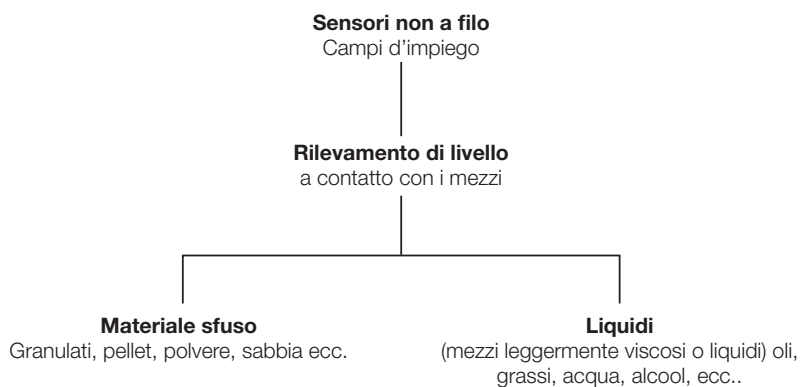 Sensori non a filo
Campi d'impiego
Rilevamento di livello
a contatto con i mezzi
Materiale sfuso
Granulati, pellet, polvere, sabbia ecc.
Liquidi
(mezzi leggermente viscosi o liquidi) oli,
grassi, acqua, alcool, ecc..